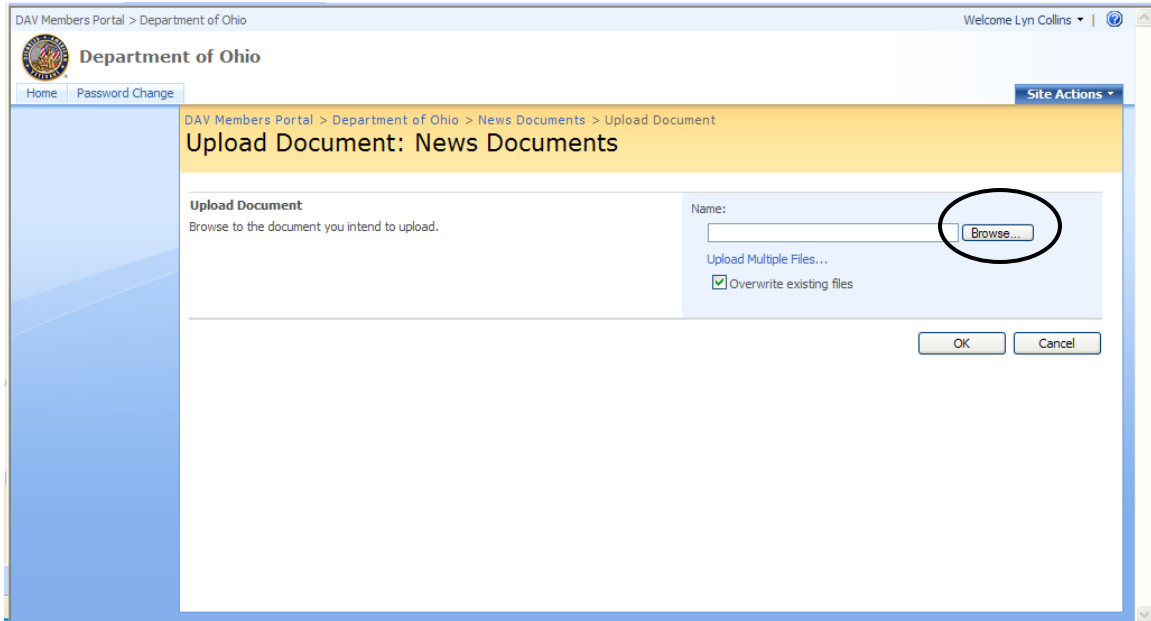 DAV Members Portal > Department of Ohio
Welcome Lyn Collins
Department of Ohio
Home Password Change
Site Actions
DAV Members Portal > Department of Ohio > News Documents > Upload Document
Upload Document: News Documents
Upload Document
Browse to the document you intend to upload.
Name:
Browse...
Upload Multiple Files...
Overwrite existing files
OK Cancel